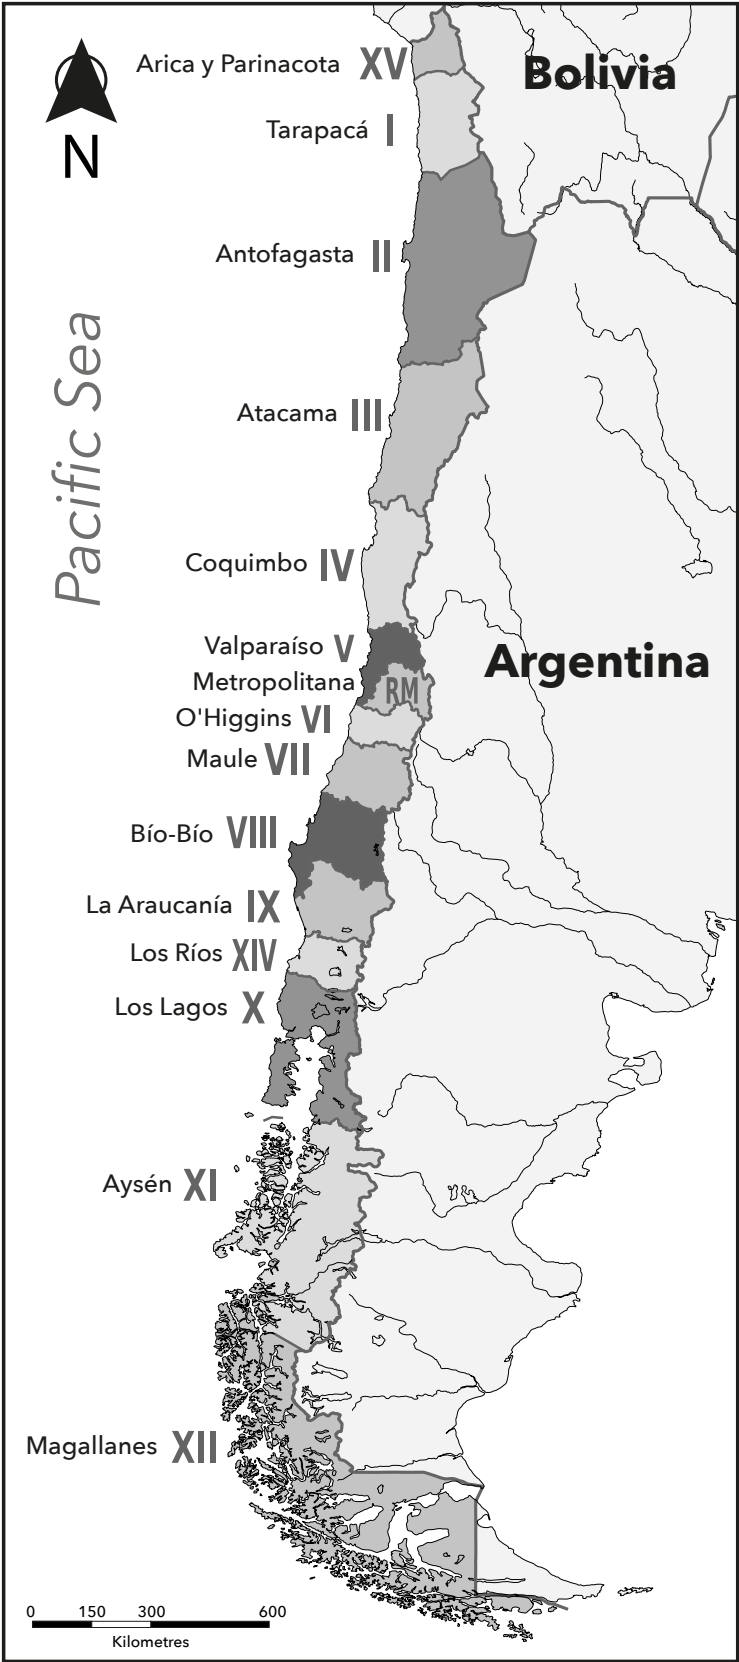 Arica y Parinacota XV
Bolivia
N
Tarapacá I
Antofagasta II
Pacific Sea
Atacama III
Coquimbo IV
Valparaíso V
Argentina
Metropolitana RM
O'Higgins VI
Maule VII
Bío-Bío VIII
La Araucanía IX
Los Ríos XIV
Los Lagos X
Aysén XI
Magallanes XII
0 150 300 600
Kilometres